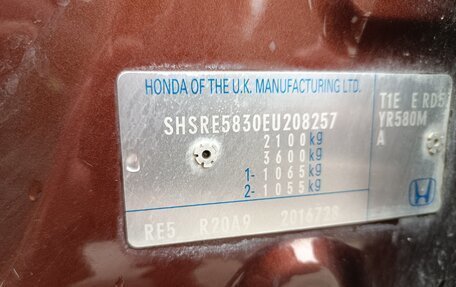 HONDA OF THE U.K. MANUFACTURING LTD.
SHSRE5830EU208257
2100kg
3600kg
1- 1065kg
2- 1055kg
T1E E RD5
YR580M
A
RE5 R20A9 2016738